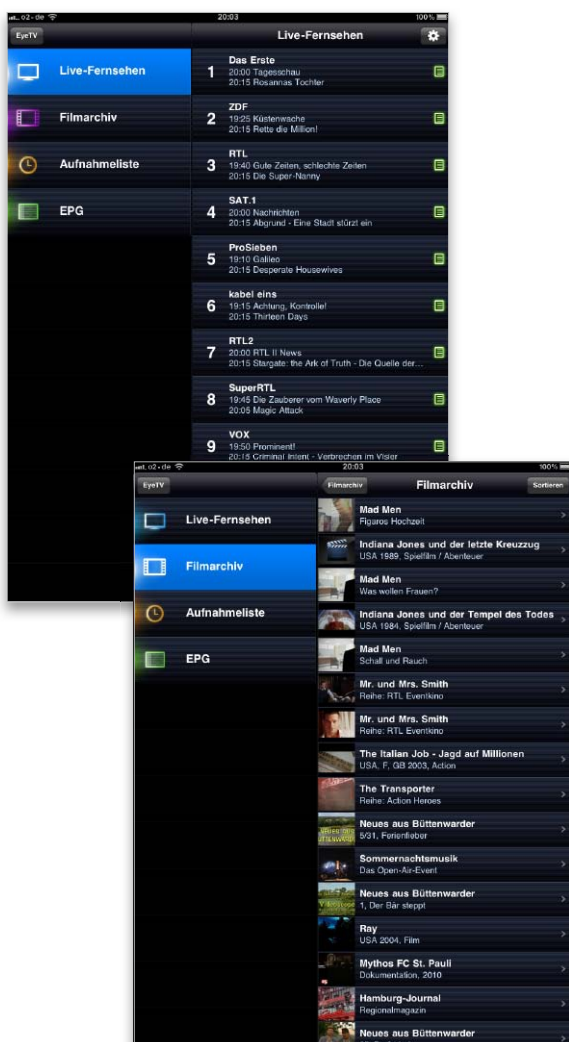 o2-de 20:03 100%
EyeTV Live-Fernsehen
Live-Fernsehen
Filmarchiv
Aufnahmeliste
EPG
1 Das Erste
20:00 Tagesschau
20:15 Rosannas Tochter
2 ZDF
19:25 Küstenwache
20:15 Rette die Million!
3 RTL
19:40 Gute Zeiten, schlechte Zeiten
20:15 Die Super-Nanny
4 SAT.1
20:00 Nachrichten
20:15 Abgrund - Eine Stadt stürzt ein
5 ProSieben
19:10 Galileo
20:15 Desperate Housewives
6 kabel eins
19:15 Achtung, Kontrolle!
20:15 Thirteen Days
7 RTL2
20:00 RTL II News
20:15 Stargate: the Ark of Truth - Die Quelle der...
8 SuperRTL
19:45 Die Zauberer vom Waverly Place
20:05 Magic Attack
9 VOX
19:50 Prominent!
20:15 Criminal Intent - Verbrechen im Visier
o2-de 20:03 100%
EyeTV Filmarchiv Filmarchiv Sortieren
Live-Fernsehen
Filmarchiv
Aufnahmeliste
EPG
Mad Men
Figaros Hochzeit
Indiana Jones und der letzte Kreuzzug
USA 1989, Spielfilm / Abenteuer
Mad Men
Was wollen Frauen?
Indiana Jones und der Tempel des Todes
USA 1984, Spielfilm / Abenteuer
Mad Men
Schall und Rauch
Mr. und Mrs. Smith
Reihe: RTL Eventkino
Mr. und Mrs. Smith
Reihe: RTL Eventkino
The Italian Job - Jagd auf Millionen
USA, F, GB 2003, Action
The Transporter
Reihe: Action Heroes
Neues aus Büttenwarder
5/31, Ferienfieber
Sommernachtsmusik
Das Open-Air-Event
Neues aus Büttenwarder
1, Der Bär steppt
Ray
USA 2004, Film
Mythos FC St. Pauli
Dokumentation, 2010
Hamburg-Journal
Regionalmagazin
Neues aus Büttenwarder